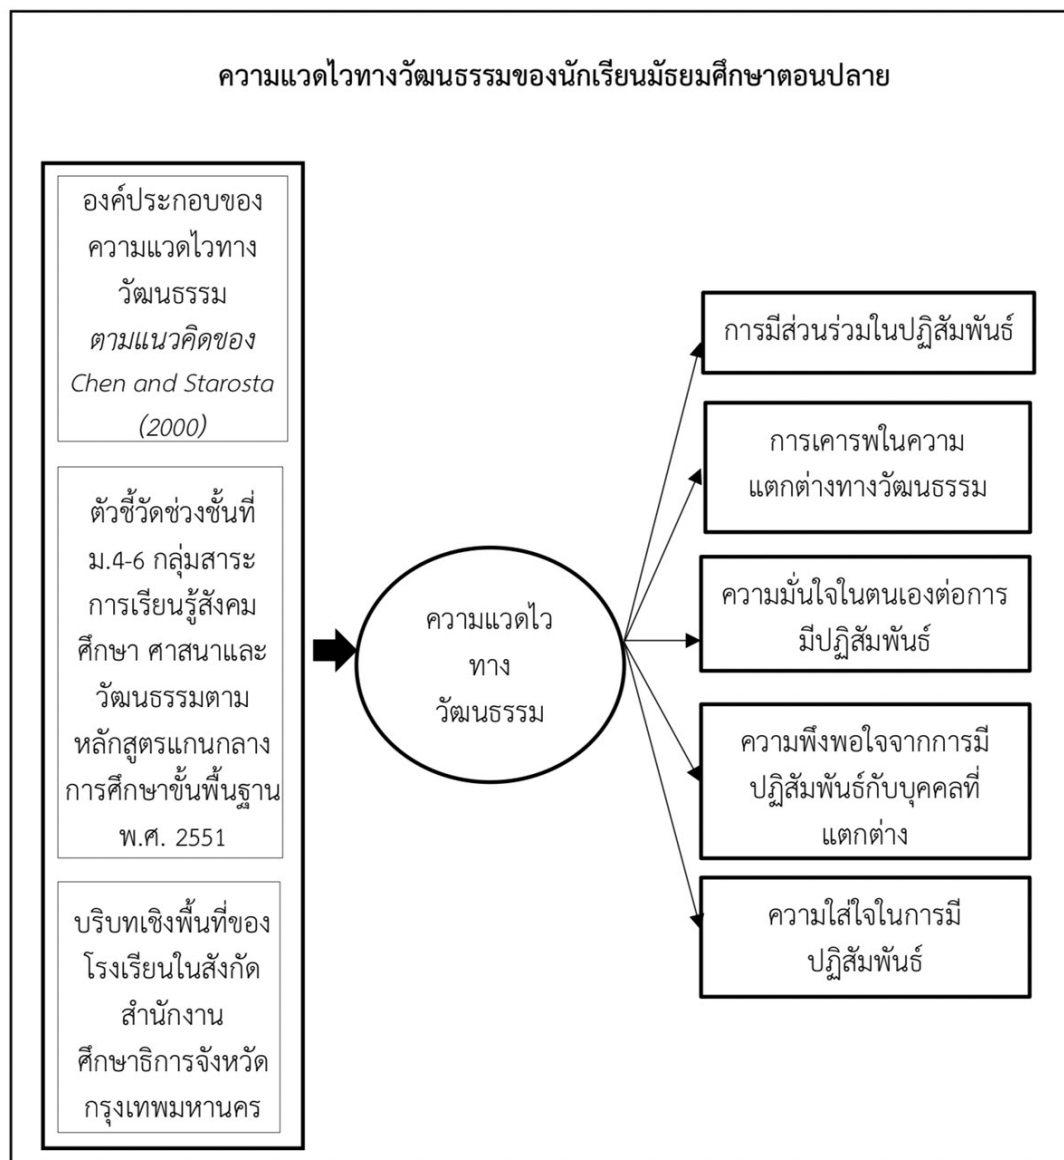 ความแวดไวทางวัฒนธรรมของนักเรียนมัธยมศึกษาตอนปลาย
องค์ประกอบของ
ความแวดไวทาง
วัฒนธรรม
ตามแนวคิดของ
Chen and Starosta
(2000)
ตัวชี้วัดช่วงชั้นที่
ม.4-6 กลุ่มสาระ
การเรียนรู้สังคม
ศึกษา ศาสนาและ
วัฒนธรรมตาม
หลักสูตรแกนกลาง
การศึกษาขั้นพื้นฐาน
พ.ศ. 2551
บริบทเชิงพื้นที่ของ
โรงเรียนในสังกัด
สำนักงาน
ศึกษาธิการจังหวัด
กรุงเทพมหานคร
ความแวดไว
ทาง
วัฒนธรรม
การมีส่วนร่วมในปฏิสัมพันธ์
การเคารพในความ
แตกต่างทางวัฒนธรรม
ความมั่นใจในตนเองต่อการ
มีปฏิสัมพันธ์
ความพึงพอใจจากการมี
ปฏิสัมพันธ์กับบุคคลที่
แตกต่าง
ความใส่ใจในการมี
ปฏิสัมพันธ์